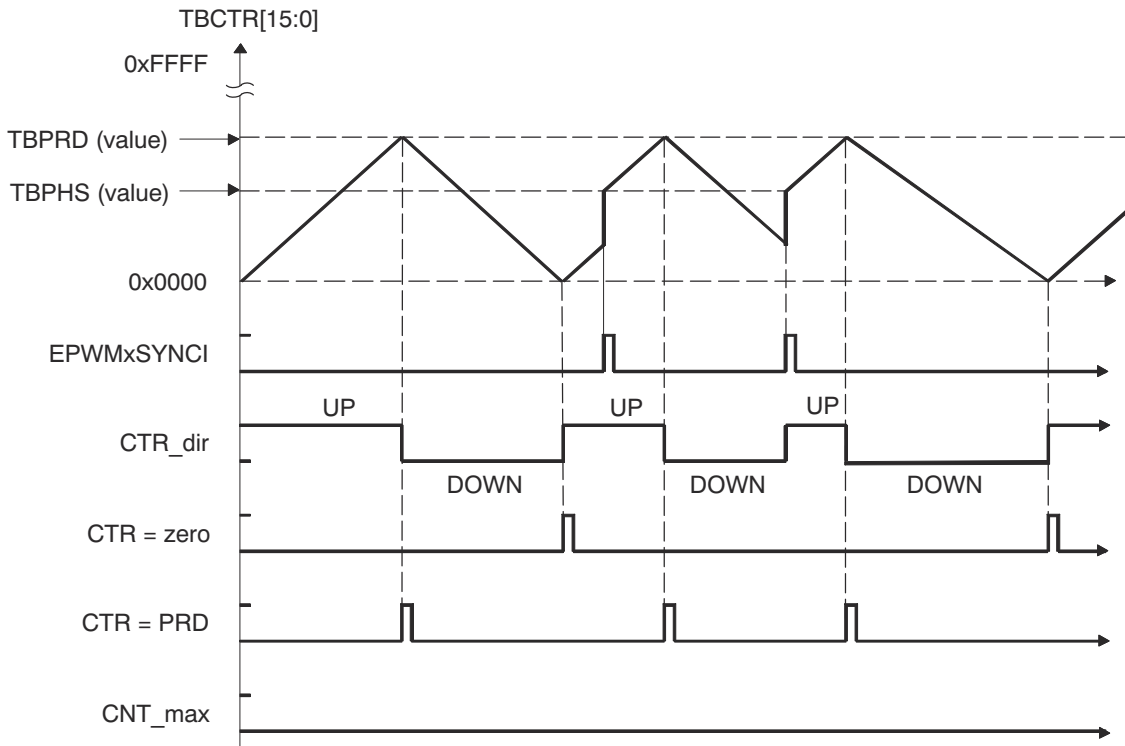 TBCTR[15:0]
0xFFFF
TBPRD (value)
TBPHS (value)
0x0000
EPWMxSYNCI
UP UP UP
CTR_dir
DOWN DOWN DOWN
CTR = zero
CTR = PRD
CNT_max